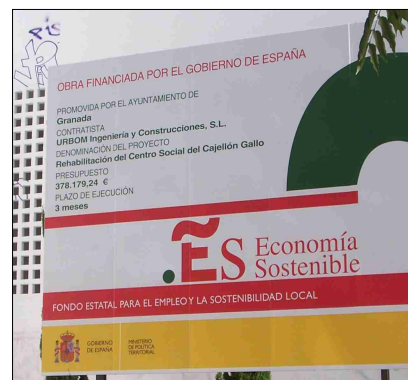 PIS
OBRA FINANCIADA POR EL GOBIERNO DE ESPAÑA
PROMOVIDA POR EL AYUNTAMIENTO DE
Granada
CONTRATISTA
URBOM Ingeniería y Construcciones, S.L.
DENOMINACIÓN DEL PROYECTO
Rehabilitación del Centro Social del Cajellón Gallo
PRESUPUESTO
378.179,24 €
PLAZO DE EJECUCIÓN
3 meses
.ÊS Economía
Sostenible
FONDO ESTATAL PARA EL EMPLEO Y LA SOSTENIBILIDAD LOCAL
GOBIERNO
DE ESPAÑA
MINISTERIO
DE POLÍTICA
TERRITORIAL